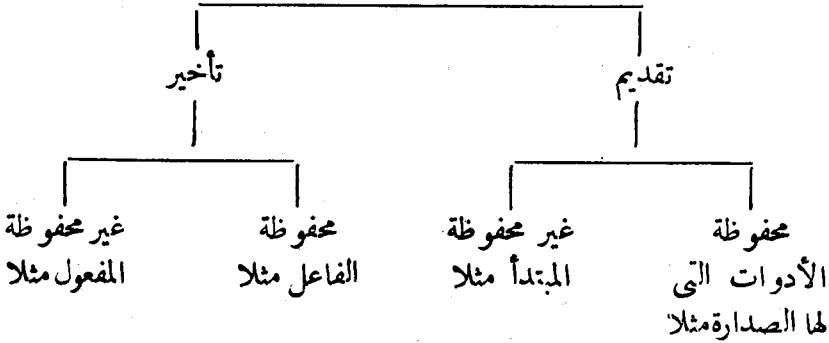 تقديم
تأخير
محفوظة
الأدوات التى
لها الصدارة مثلا
غير محفوظة
المبتدأ مثلا
محفوظة
الفاعل مثلا
غير محفوظة
المفعول مثلا